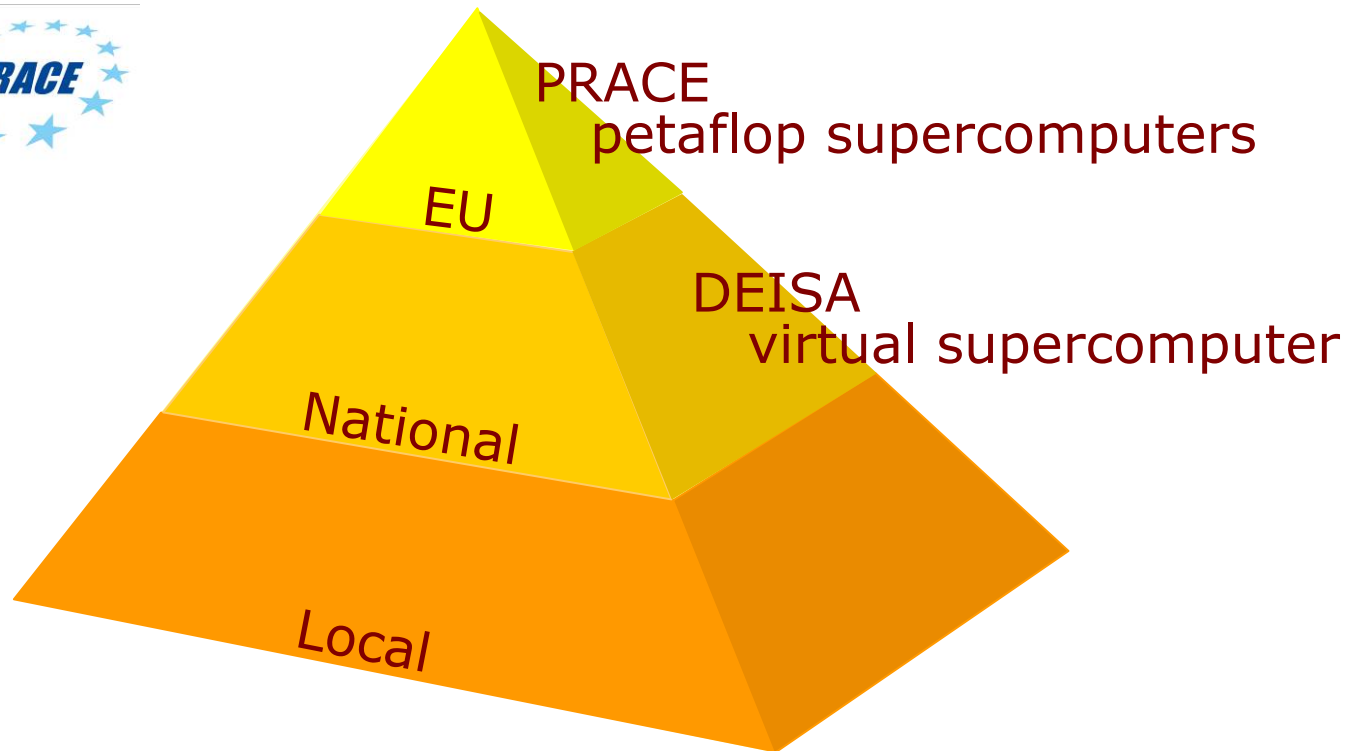 RACE
PRACE
petaflop supercomputers
EU
DEISA
virtual supercomputer
National
Local